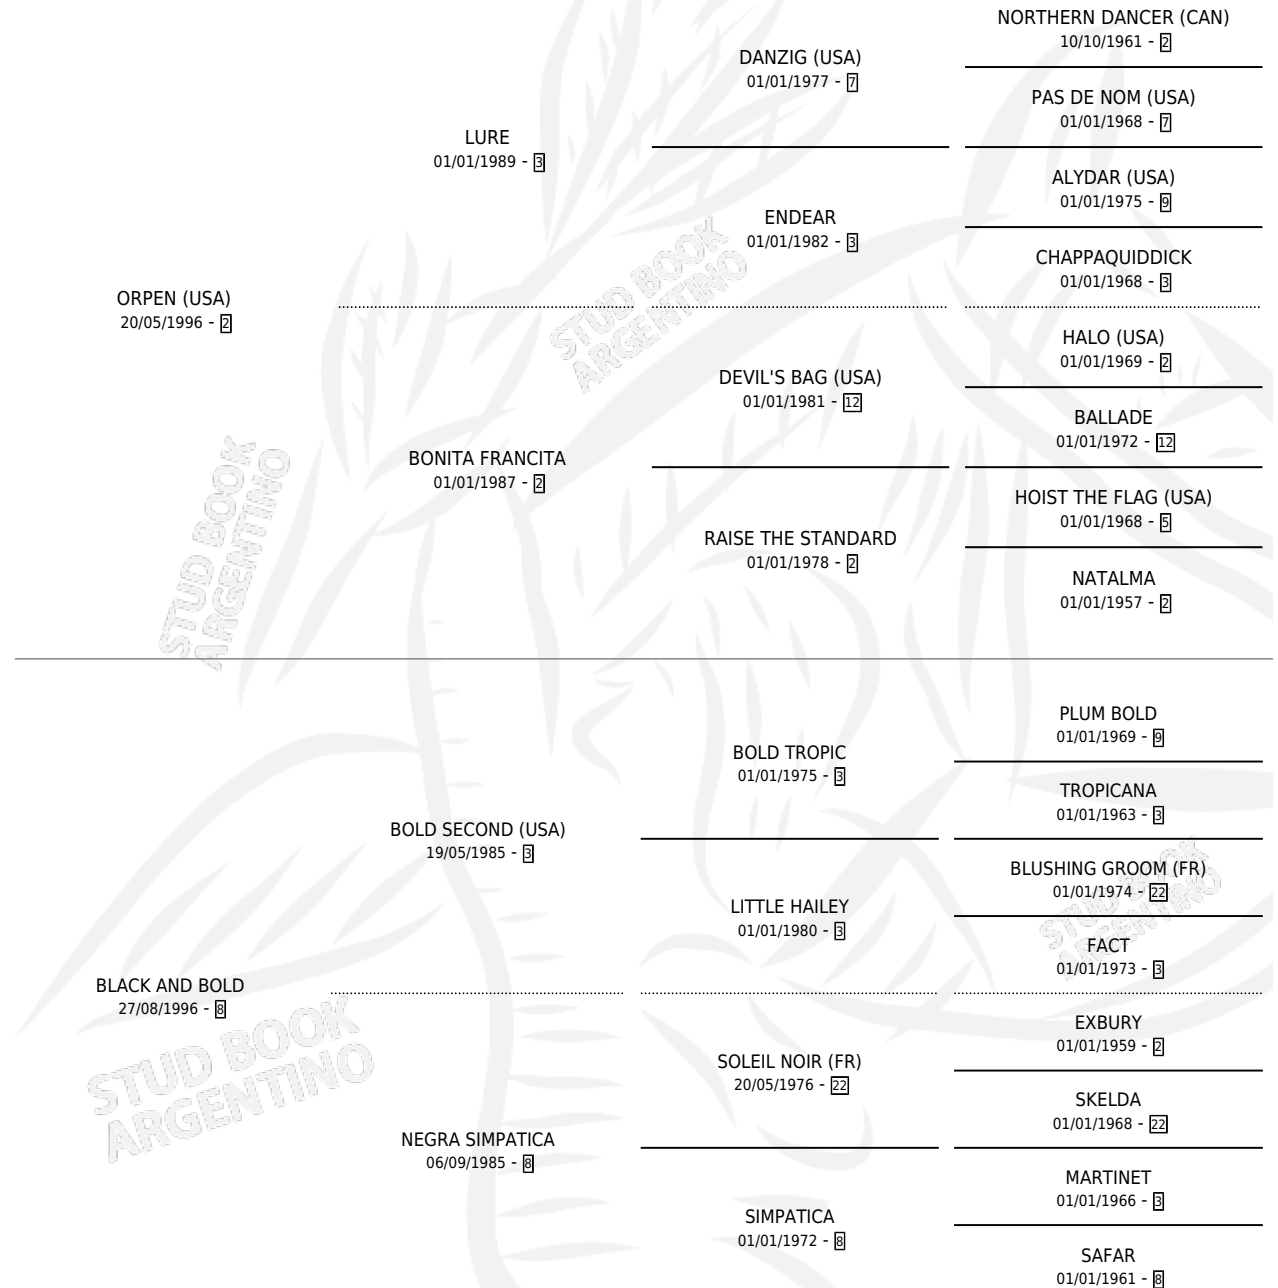 NORTHERN DANCER (CAN)
10/10/1961 - 2
DANZIG (USA)
01/01/1977 - 7
PAS DE NOM (USA)
01/01/1968 - 7
LURE
01/01/1989 - 3
ALYDAR (USA)
01/01/1975 - 9
ENDEAR
01/01/1982 - 3
CHAPPAQUIDDICK
01/01/1968 - 3
ORPEN (USA)
20/05/1996 - 2
HALO (USA)
01/01/1969 - 2
DEVIL'S BAG (USA)
01/01/1981 - 12
BALLADE
01/01/1972 - 12
BONITA FRANCITA
01/01/1987 - 2
HOIST THE FLAG (USA)
01/01/1968 - 5
RAISE THE STANDARD
01/01/1978 - 2
NATALMA
01/01/1957 - 2
PLUM BOLD
01/01/1969 - 9
BOLD TROPIC
01/01/1975 - 3
TROPICANA
01/01/1963 - 3
BOLD SECOND (USA)
19/05/1985 - 3
BLUSHING GROOM (FR)
01/01/1974 - 22
LITTLE HAILEY
01/01/1980 - 3
FACT
01/01/1973 - 3
BLACK AND BOLD
27/08/1996 - 8
EXBURY
01/01/1959 - 2
SOLEIL NOIR (FR)
20/05/1976 - 22
SKELDA
01/01/1968 - 22
NEGRA SIMPATICA
06/09/1985 - 8
MARTINET
01/01/1966 - 3
SIMPATICA
01/01/1972 - 8
SAFAR
01/01/1961 - 8
STUD BOOK
ARGENTINO
STUD BOOK
ARGENTINO
STUD BOOK
ARGENTINO
STUD BOOK
ARGENTINO